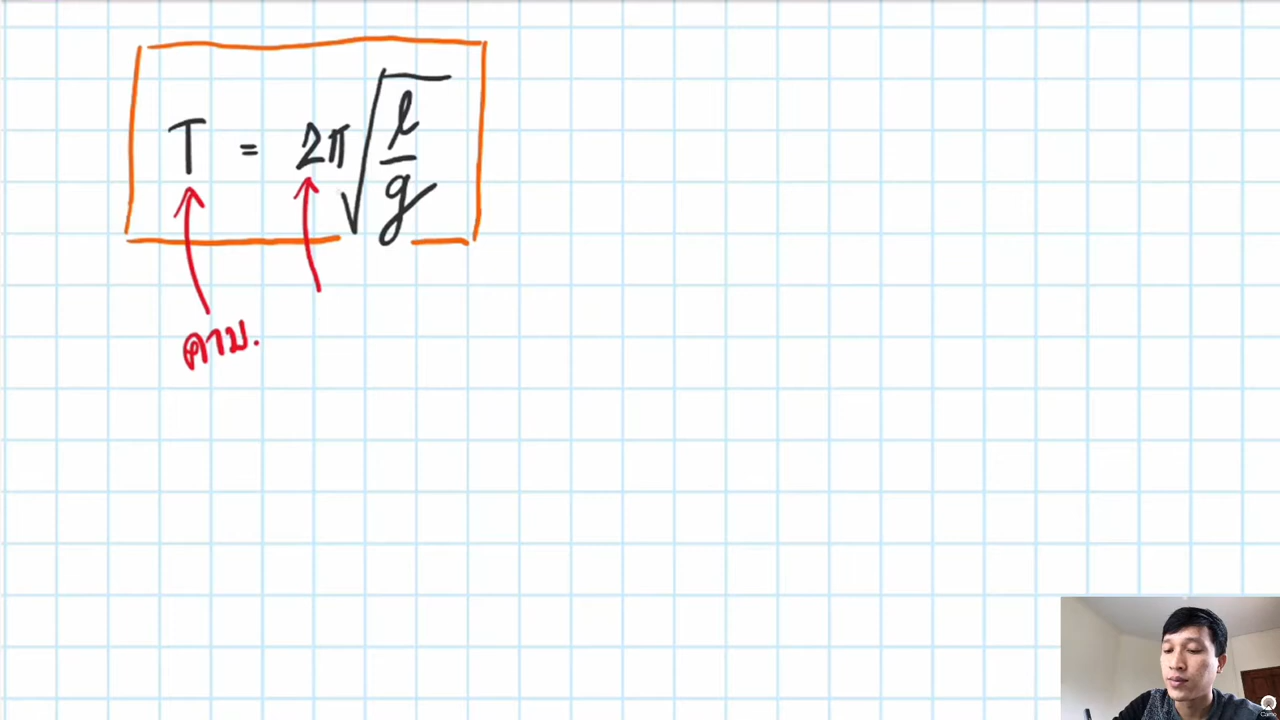 T = 2π√(l/g)
คาบ.